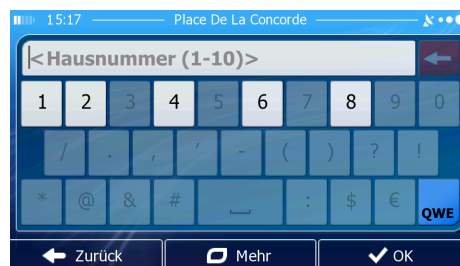 15:17 Place De La Concorde
<Hausnummer (1-10)>
1 2 3 4 5 6 7 8 9 0
/ . , ' - ( ) ? !
* @ & # : $ € QWE
Zurück Mehr OK